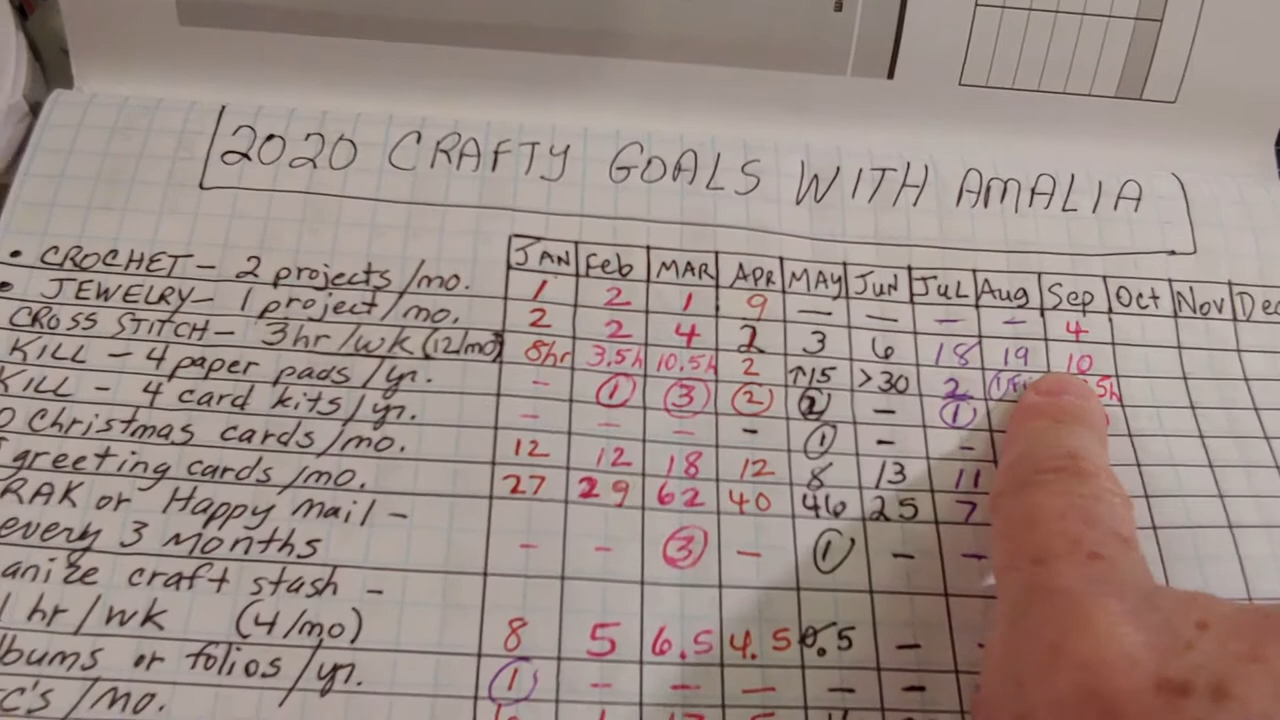 2020 CRAFTY GOALS WITH AMALIA
JAN Feb MAR APR MAY Jun Jul Aug Sep Oct Nov Dec
• CROCHET - 2 projects/mo. 1 2 1 9 — — — — 4
• JEWELRY - 1 project/mo. 2 2 4 2 3 6 18 19 10
CROSS STITCH - 3hr/wk (12/mo) 8hr 3.5h 10.5h 2 ↑15 >30 2 5h
KILL - 4 paper pads/yr. - 1 3 2 2 - 1
KILL - 4 card kits/yr. - - - - 1 - -
Christmas cards/mo. 12 12 18 12 8 13 11
greeting cards/mo. 27 29 62 40 46 25 7
RAK or Happy Mail -
every 3 months - - 3 - 1 - -
anize craft stash -
1 hr/wk (4/mo) 8 5 6.5 4.5 0.5 -
bums or folios/yr. 1 - - - - -
c's/mo.